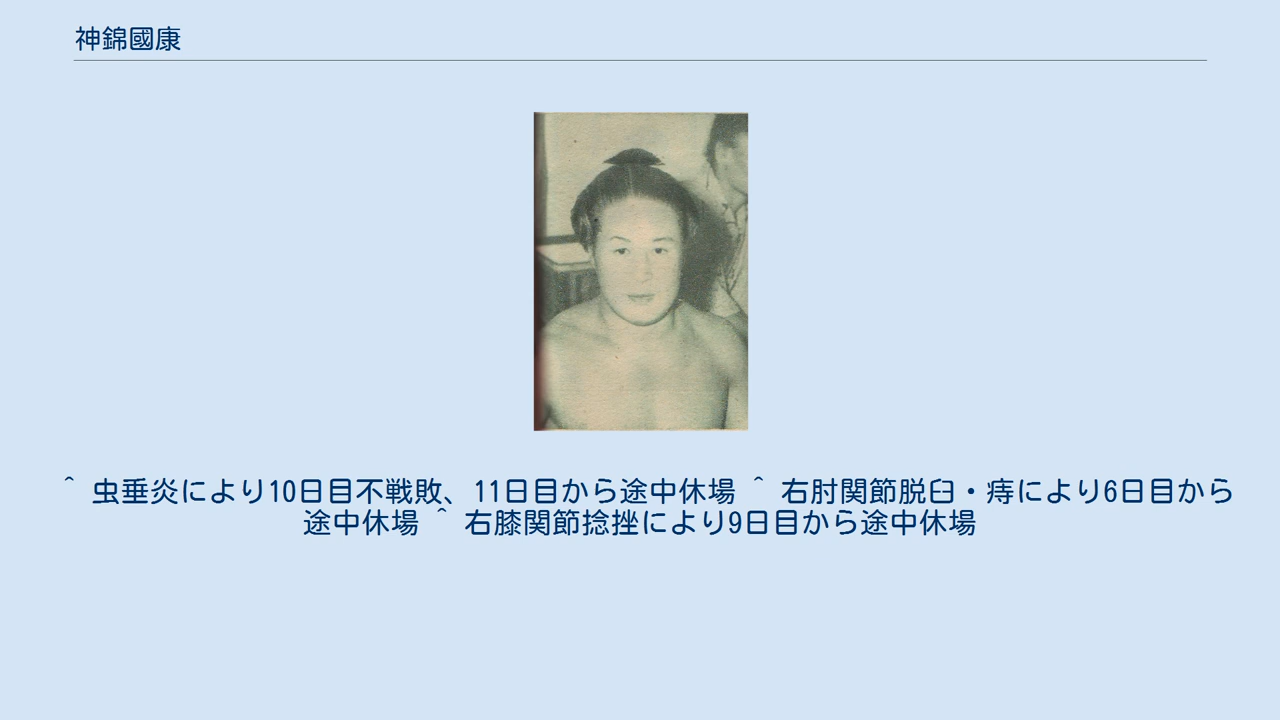 神錦國康
^ 虫垂炎により10日目不戦敗、11日目から途中休場 ^ 右肘関節脱臼・痔により6日目から
途中休場 ^ 右膝関節捻挫により9日目から途中休場